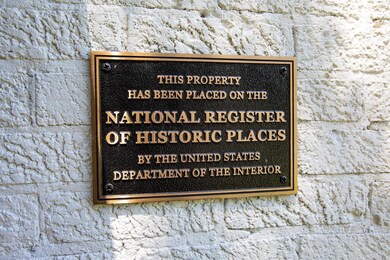 THIS PROPERTY
HAS BEEN PLACED ON THE
NATIONAL REGISTER
OF HISTORIC PLACES
BY THE UNITED STATES
DEPARTMENT OF THE INTERIOR